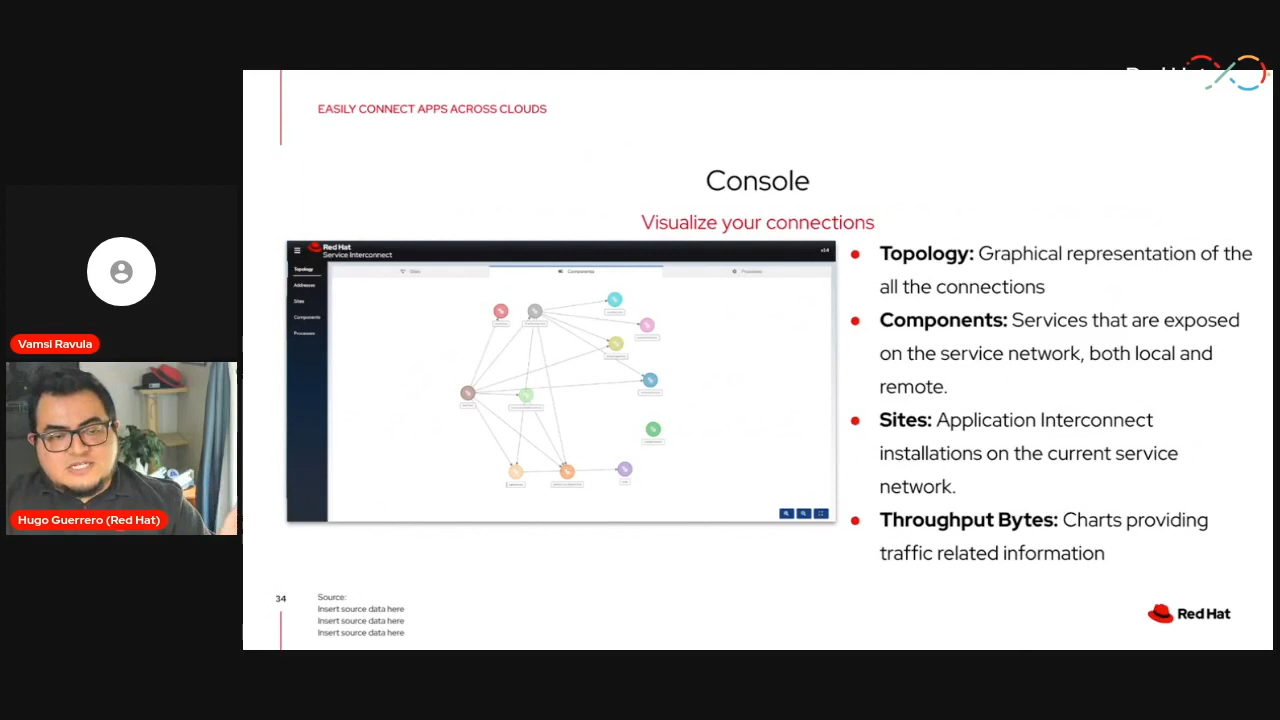 EASILY CONNECT APPS ACROSS CLOUDS
Console
Visualize your connections
Red Hat
Service Interconnect
Topology
Addresses
Sites
Components
Processes
Sites
Components
Processes
Topology: Graphical representation of the
all the connections
Components: Services that are exposed
on the service network, both local and
remote.
Sites: Application Interconnect
installations on the current service
network.
Throughput Bytes: Charts providing
traffic related information
Vamsi Ravula
Hugo Guerrero (Red Hat)
34
Source:
Insert source data here
Insert source data here
Insert source data here
Red Hat